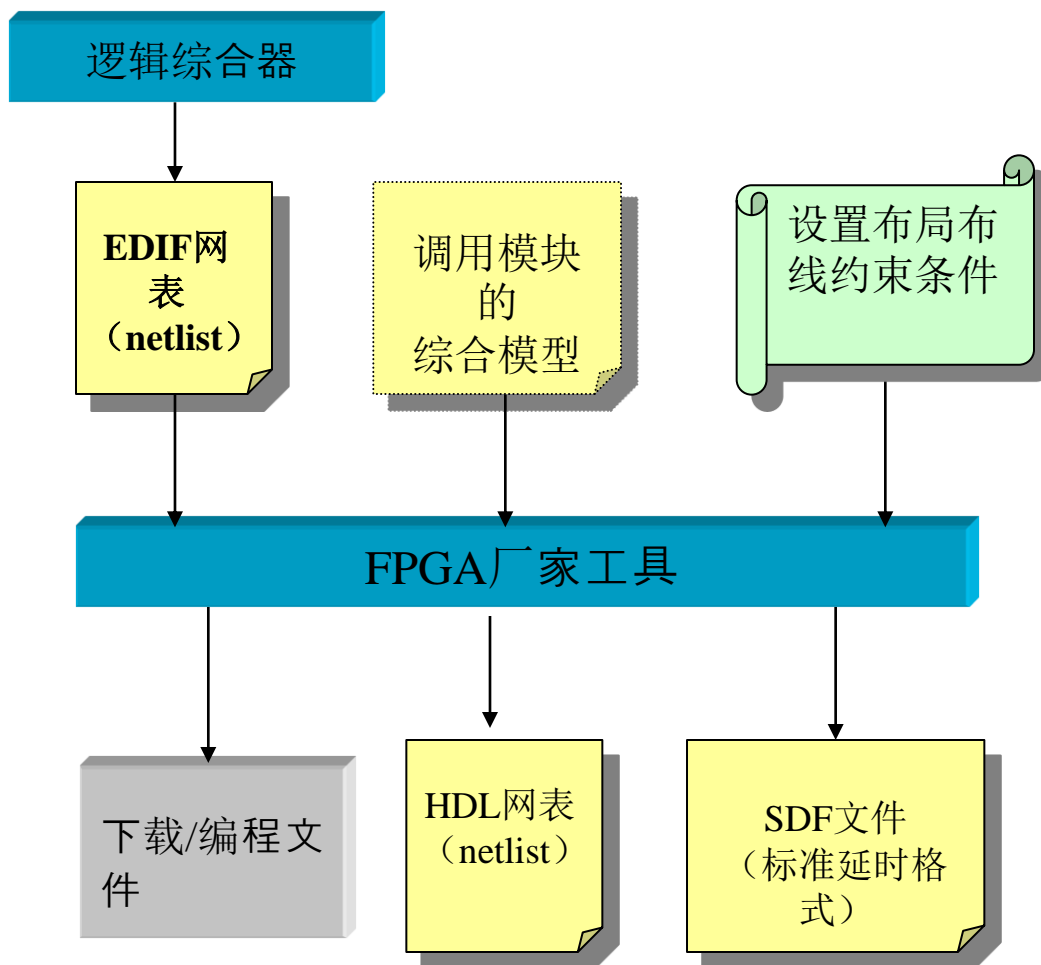 逻辑综合器
EDIF网
表
（netlist）
调用模块
的
综合模型
设置布局布
线约束条件
FPGA厂家工具
下载/编程文
件
HDL网表
（netlist）
SDF文件
（标准延时格
式）